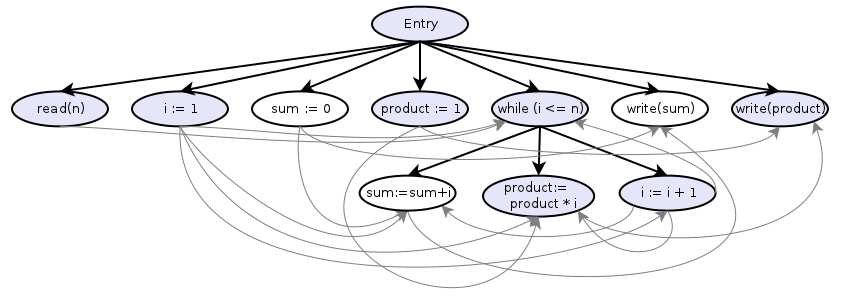 Entry
read(n)
i := 1
sum := 0
product := 1
while (i <= n)
write(sum)
write(product)
sum:=sum+i
product:=
product * i
i := i + 1